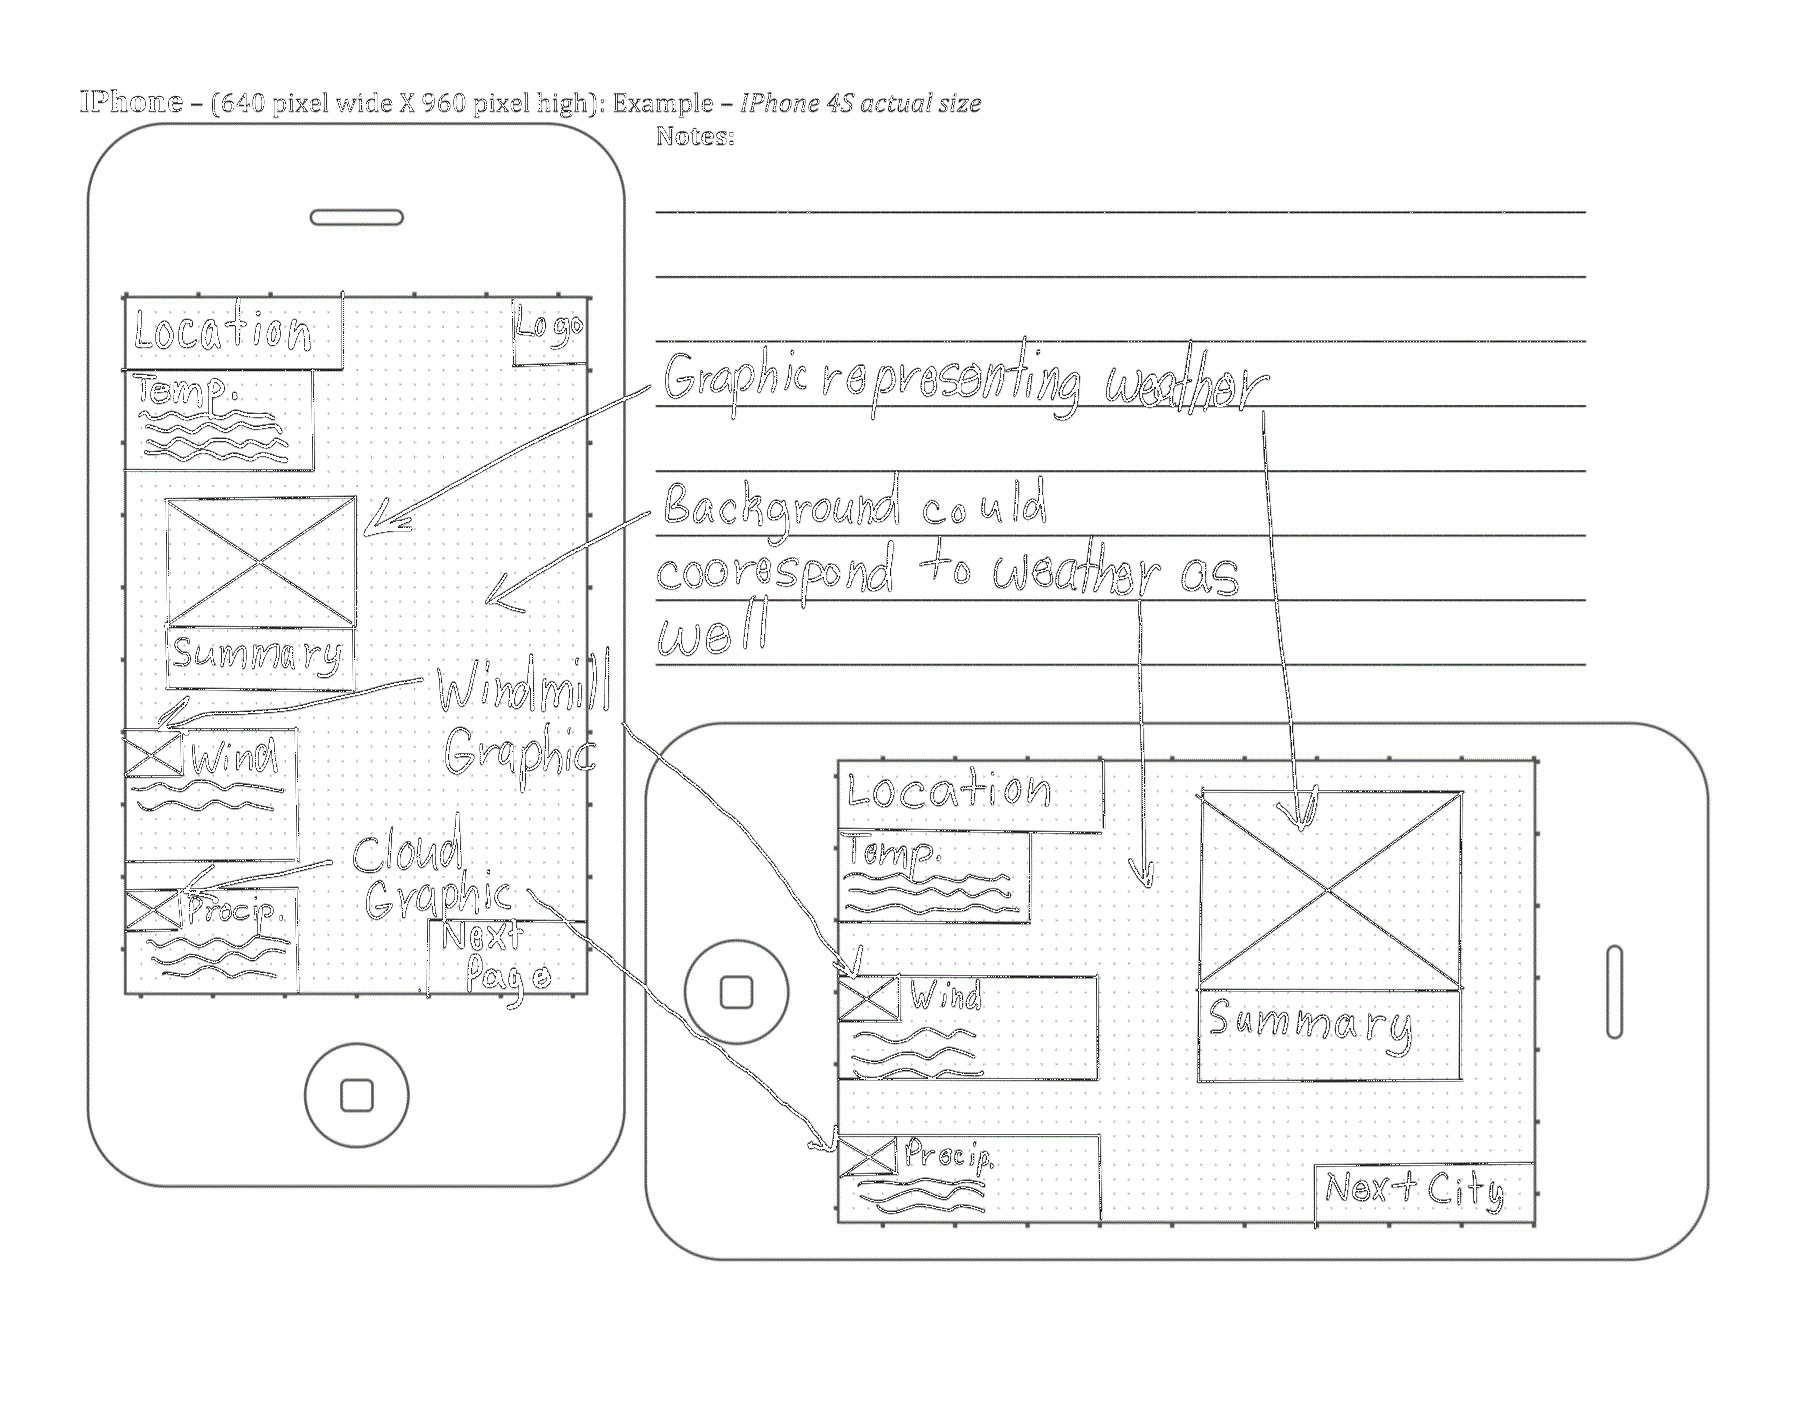 IPhone – (640 pixel wide X 960 pixel high): Example – IPhone 4S actual size
Notes:
Location
Logo
Temp.
Graphic representing weather
Background could
coorespond to weather as
well
Summary
Windmill
Graphic
Wind
Cloud
Graphic
Precip.
Next
Page
Location
Temp.
Wind
Summary
Precip.
Next City